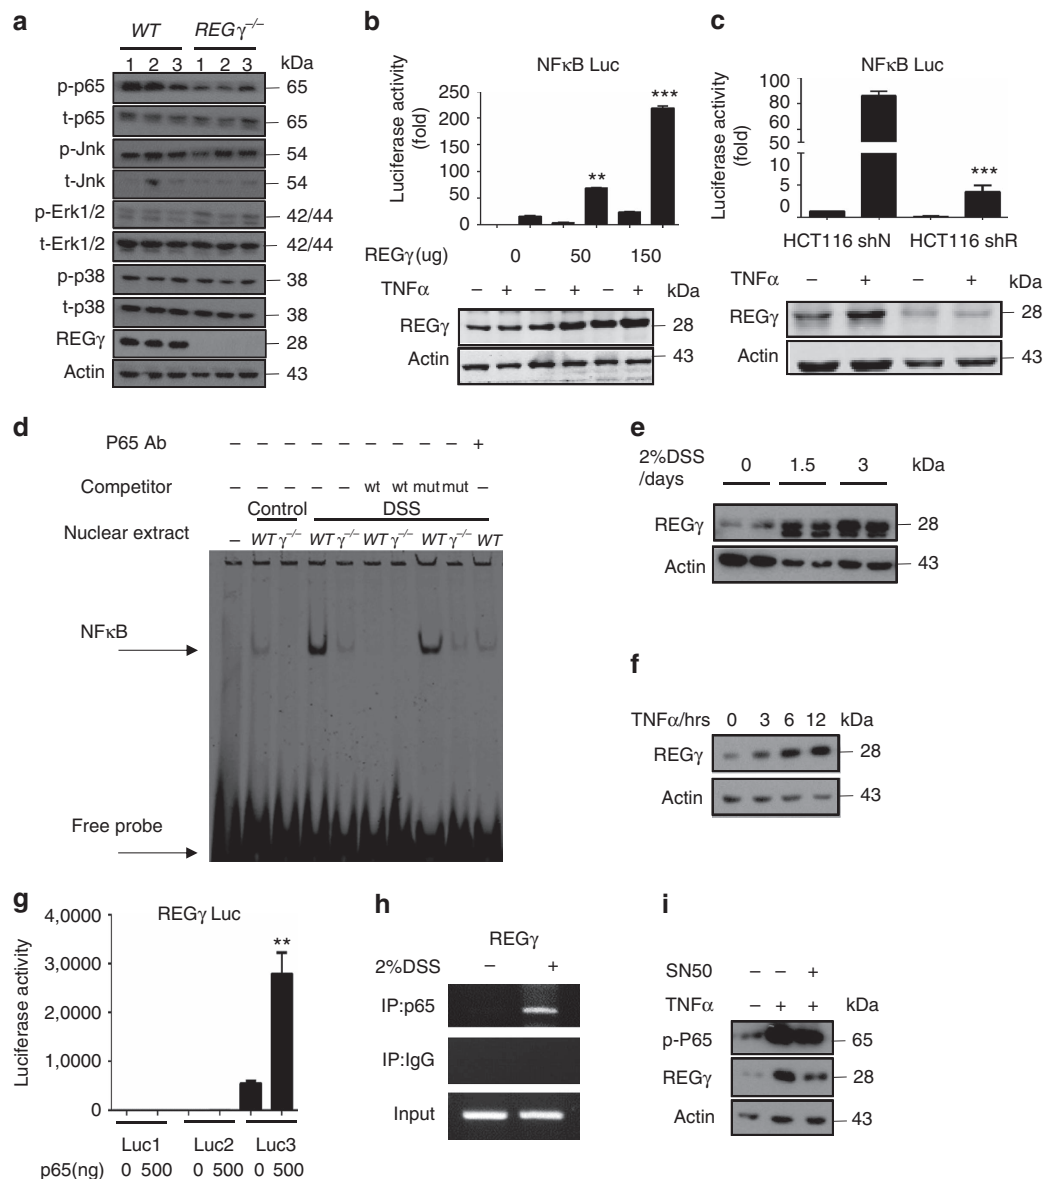 a
WT REGγ−/−
1 2 3 1 2 3 kDa
p-p65 65
t-p65 65
p-Jnk 54
t-Jnk 54
p-Erk1/2 42/44
t-Erk1/2 42/44
p-p38 38
t-p38 38
REGγ 28
Actin 43
b
NFκB Luc
Luciferase activity
(fold)
250
200
150
100
50
0
**
***
REGγ(ug) 0 50 150
TNFα − + − + − + kDa
REGγ 28
Actin 43
c
NFκB Luc
Luciferase activity
(fold)
100
80
60
50
10
5
0
***
HCT116 shN HCT116 shR
TNFα − + − + kDa
REGγ 28
Actin 43
d
P65 Ab − − − − − − − − − +
Competitor − − − − − wt wt mut mut −
Control DSS
Nuclear extract − WT γ−/− WT γ−/− WT γ−/− WT γ−/− WT
NFκB
Free probe
e
2%DSS
/days 0 1.5 3 kDa
REGγ 28
Actin 43
f
TNFα/hrs 0 3 6 12 kDa
REGγ 28
Actin 43
g
REGγ Luc
Luciferase activity
4,0000
3,0000
2,0000
1,0000
0
**
Luc1 Luc2 Luc3
p65(ng) 0 500 0 500 0 500
h
REGγ
2%DSS − +
IP:p65
IP:IgG
Input
i
SN50 − − +
TNFα − + + kDa
p-P65 65
REGγ 28
Actin 43